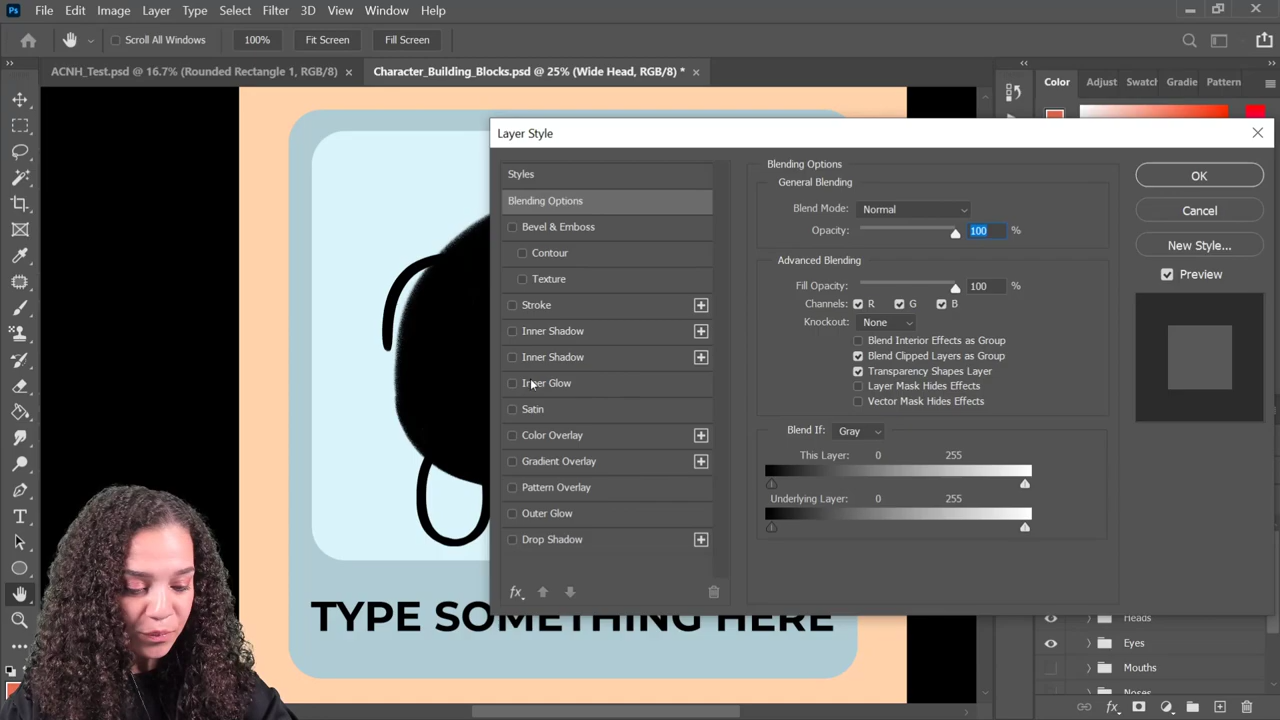 Ps File Edit Image Layer Type Select Filter 3D View Window Help
Scroll All Windows 100% Fit Screen Fill Screen
ACNH_Test.psd @ 16.7% (Rounded Rectangle 1, RGB/8) × Character_Building_Blocks.psd @ 25% (Wide Head, RGB/8) * ×
Color Adjust Swatch Gradie Pattern
Layer Style
Styles
Blending Options
Bevel & Emboss
Contour
Texture
Stroke
Inner Shadow
Inner Shadow
Inner Glow
Satin
Color Overlay
Gradient Overlay
Pattern Overlay
Outer Glow
Drop Shadow
fx
Blending Options
General Blending
Blend Mode: Normal
Opacity: 100 %
Advanced Blending
Fill Opacity: 100 %
Channels: R G B
Knockout: None
Blend Interior Effects as Group
Blend Clipped Layers as Group
Transparency Shapes Layer
Layer Mask Hides Effects
Vector Mask Hides Effects
Blend If: Gray
This Layer: 0 255
Underlying Layer: 0 255
OK
Cancel
New Style...
Preview
TYPE SOMETHING HERE
Heads
Eyes
Mouths
Noses
fx